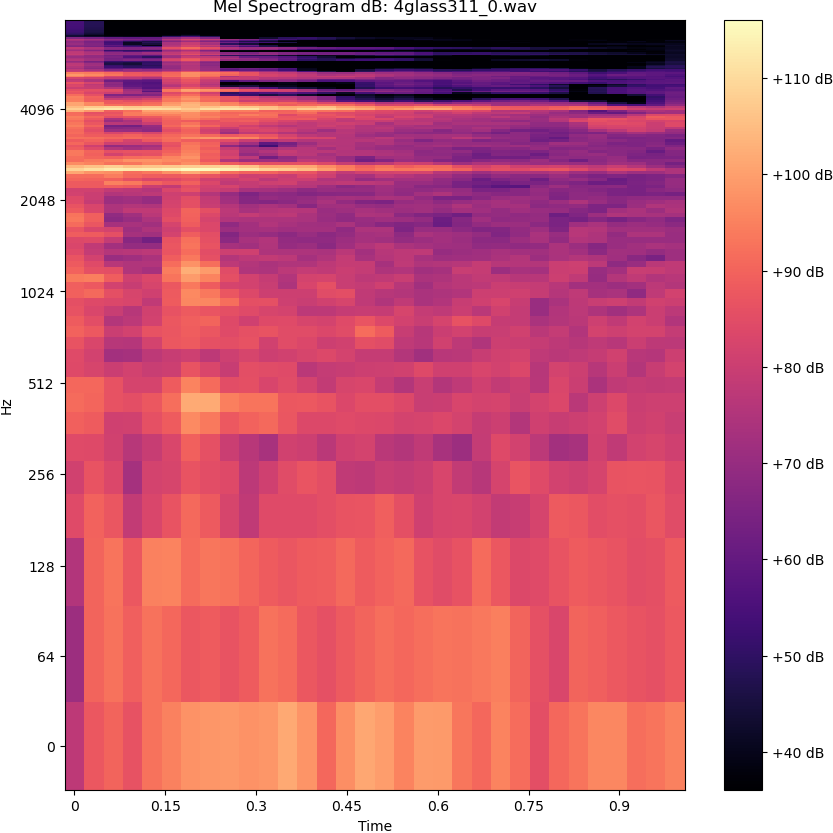 Mel Spectrogram dB: 4glass311_0.wav
Hz
4096
2048
1024
512
256
128
64
0
0
0.15
0.3
0.45
0.6
0.75
0.9
Time
+110 dB
+100 dB
+90 dB
+80 dB
+70 dB
+60 dB
+50 dB
+40 dB